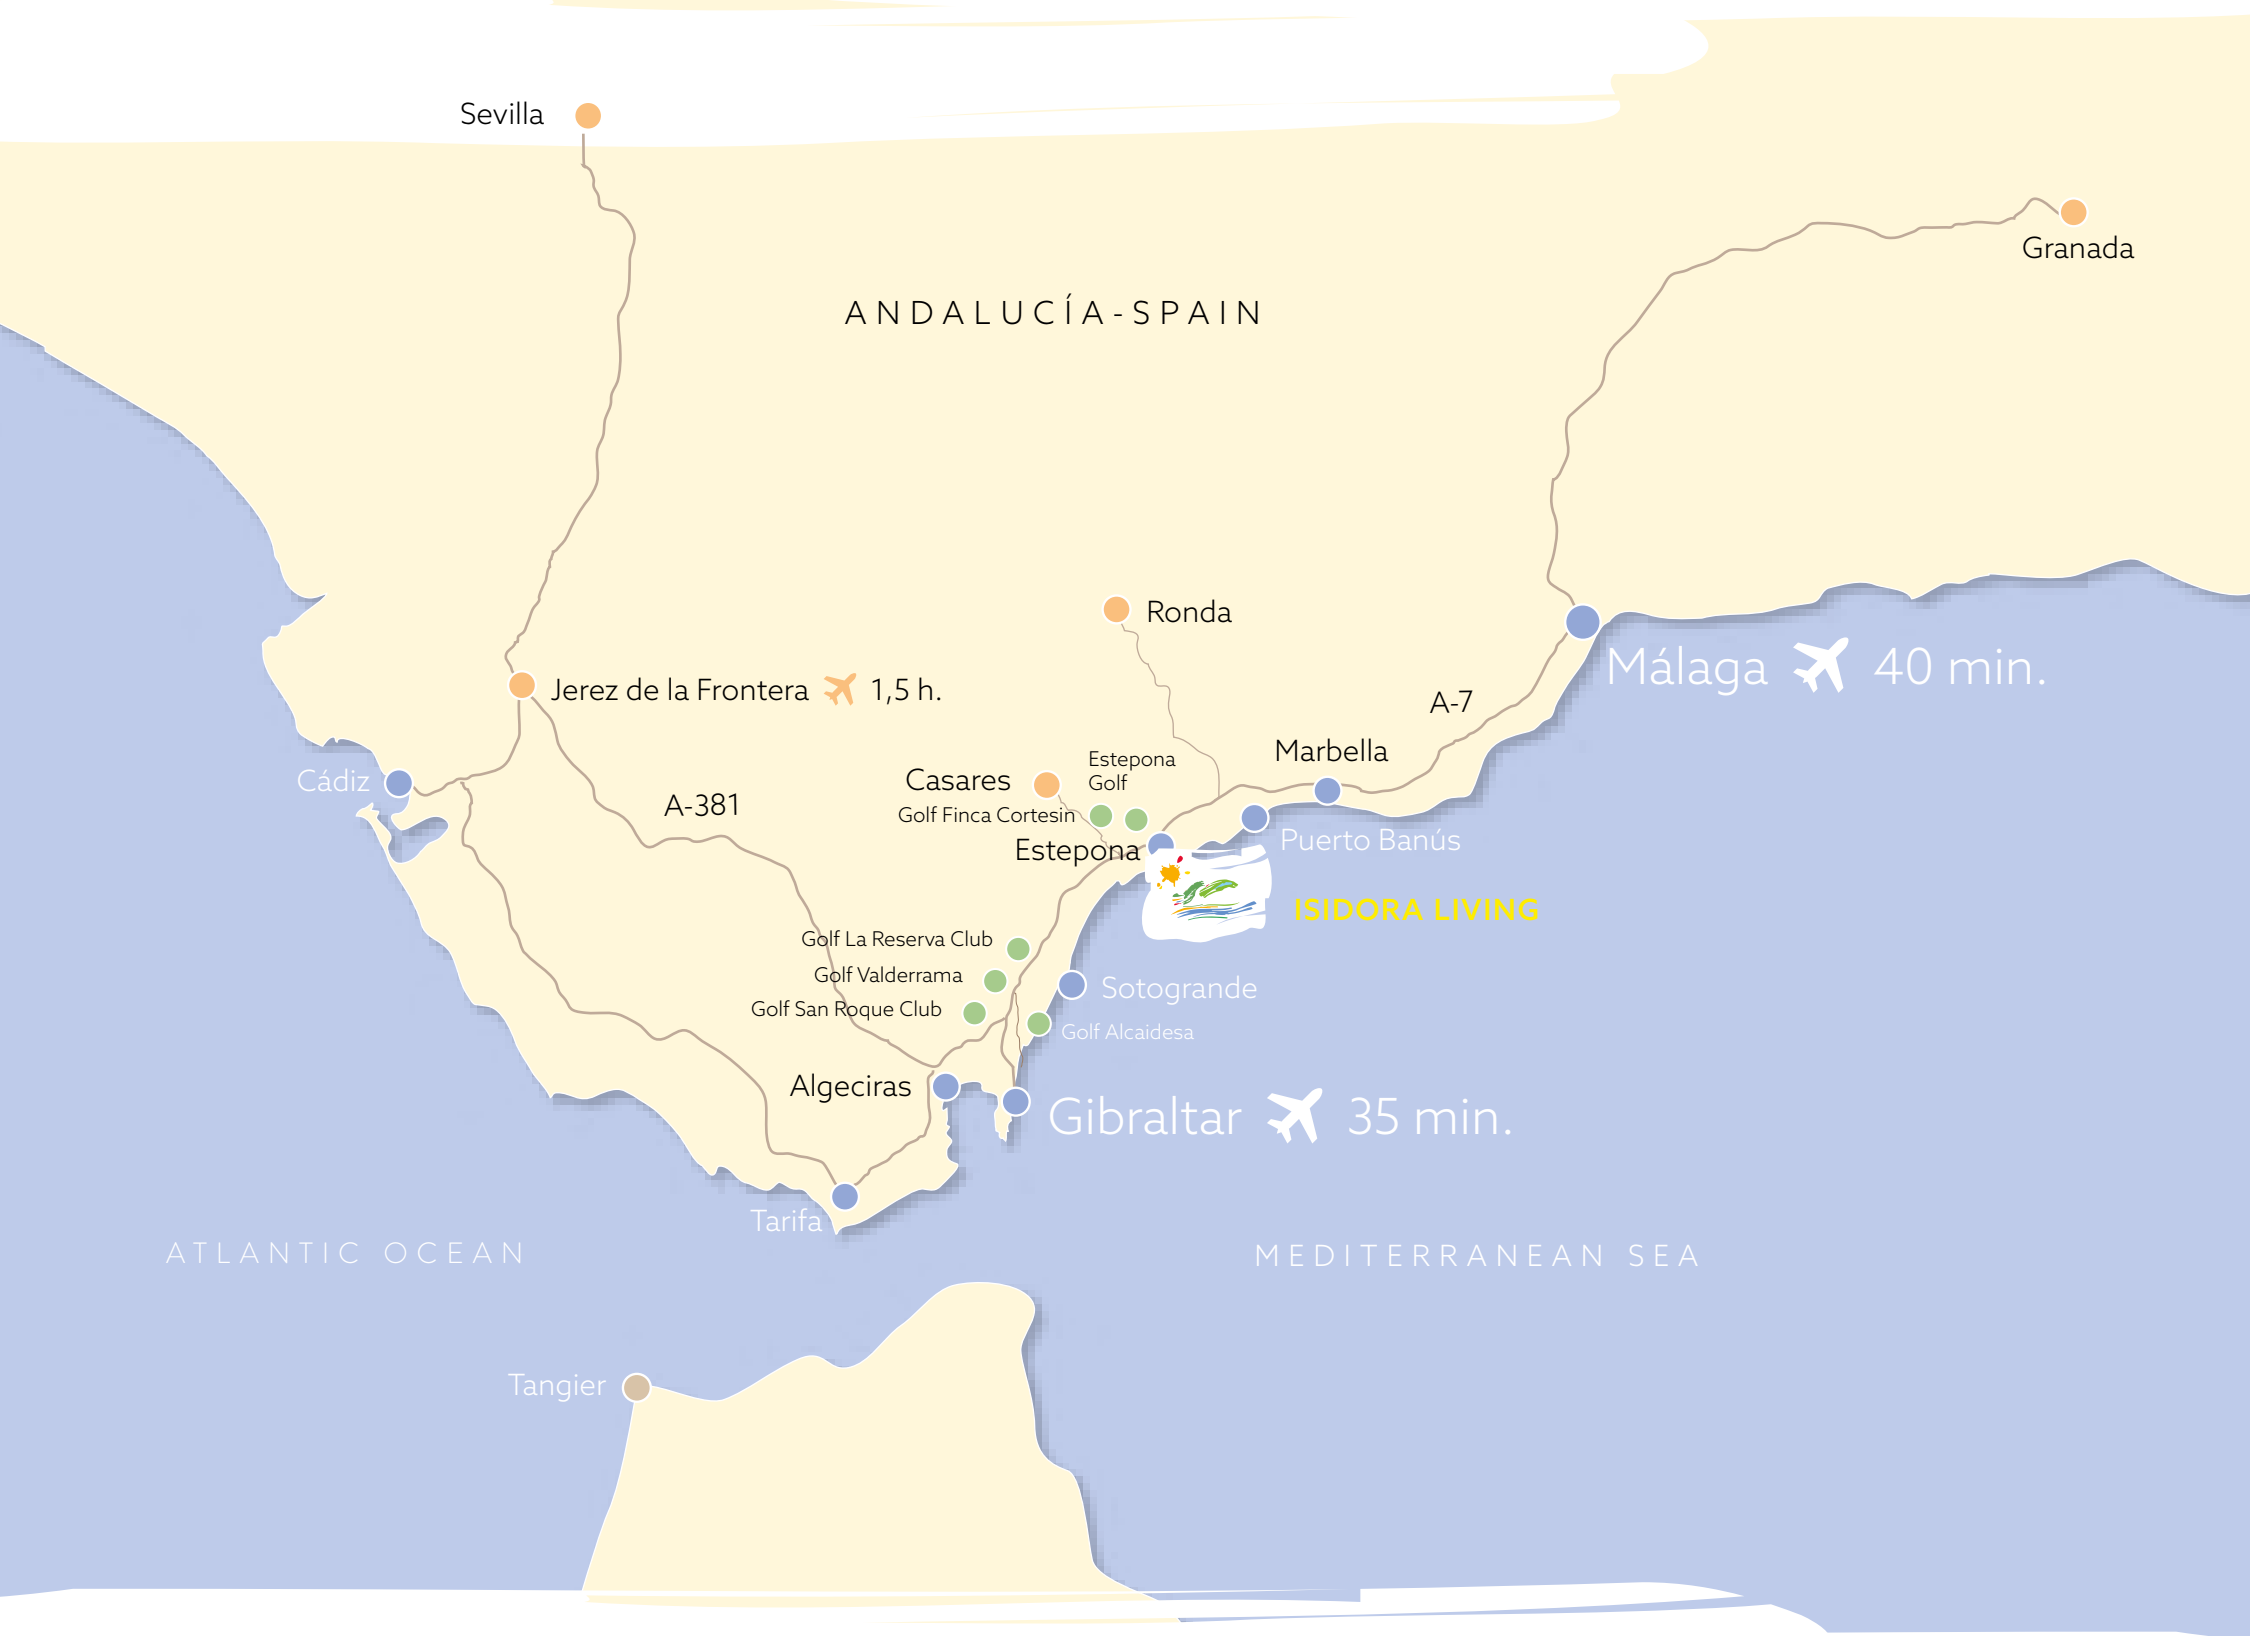 Sevilla
Granada
ANDALUCÍA-SPAIN
Ronda
Málaga 40 min.
Jerez de la Frontera 1,5 h.
A-7
Marbella
Estepona
Golf
Cádiz
Casares
A-381
Golf Finca Cortesin
Puerto Banús
Estepona
ISIDORA LIVING
Golf La Reserva Club
Golf Valderrama
Sotogrande
Golf San Roque Club
Golf Alcaidesa
Algeciras
Gibraltar 35 min.
Tarifa
ATLANTIC OCEAN
MEDITERRANEAN SEA
Tangier